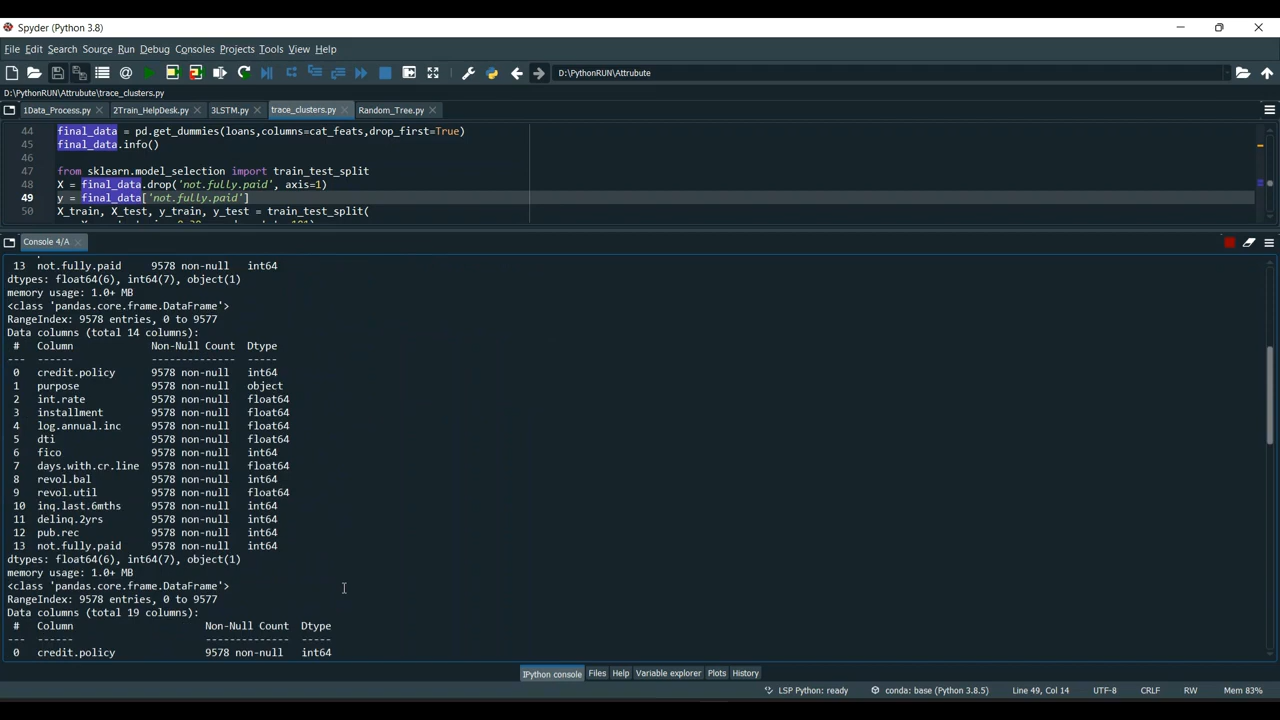 Spyder (Python 3.8)
File Edit Search Source Run Debug Consoles Projects Tools View Help
D:\PythonRUN\Attrubute
D:\PythonRUN\Attrubute\trace_clusters.py
1Data_Process.py 2Train_HelpDesk.py 3LSTM.py trace_clusters.py Random_Tree.py
44 final_data = pd.get_dummies(loans,columns=cat_feats,drop_first=True)
45 final_data.info()
46
47 from sklearn.model_selection import train_test_split
48 X = final_data.drop('not.fully.paid', axis=1)
49 y = final_data['not.fully.paid']
50 X_train, X_test, y_train, y_test = train_test_split(
Console 4/A
13 not.fully.paid 9578 non-null int64
dtypes: float64(6), int64(7), object(1)
memory usage: 1.0+ MB
<class 'pandas.core.frame.DataFrame'>
RangeIndex: 9578 entries, 0 to 9577
Data columns (total 14 columns):
# Column Non-Null Count Dtype
--- ------ -------------- -----
0 credit.policy 9578 non-null int64
1 purpose 9578 non-null object
2 int.rate 9578 non-null float64
3 installment 9578 non-null float64
4 log.annual.inc 9578 non-null float64
5 dti 9578 non-null float64
6 fico 9578 non-null int64
7 days.with.cr.line 9578 non-null float64
8 revol.bal 9578 non-null int64
9 revol.util 9578 non-null float64
10 inq.last.6mths 9578 non-null int64
11 delinq.2yrs 9578 non-null int64
12 pub.rec 9578 non-null int64
13 not.fully.paid 9578 non-null int64
dtypes: float64(6), int64(7), object(1)
memory usage: 1.0+ MB
<class 'pandas.core.frame.DataFrame'>
RangeIndex: 9578 entries, 0 to 9577
Data columns (total 19 columns):
# Column Non-Null Count Dtype
--- ------ -------------- -----
0 credit.policy 9578 non-null int64
IPython console Files Help Variable explorer Plots History
LSP Python: ready conda: base (Python 3.8.5) Line 49, Col 14 UTF-8 CRLF RW Mem 83%